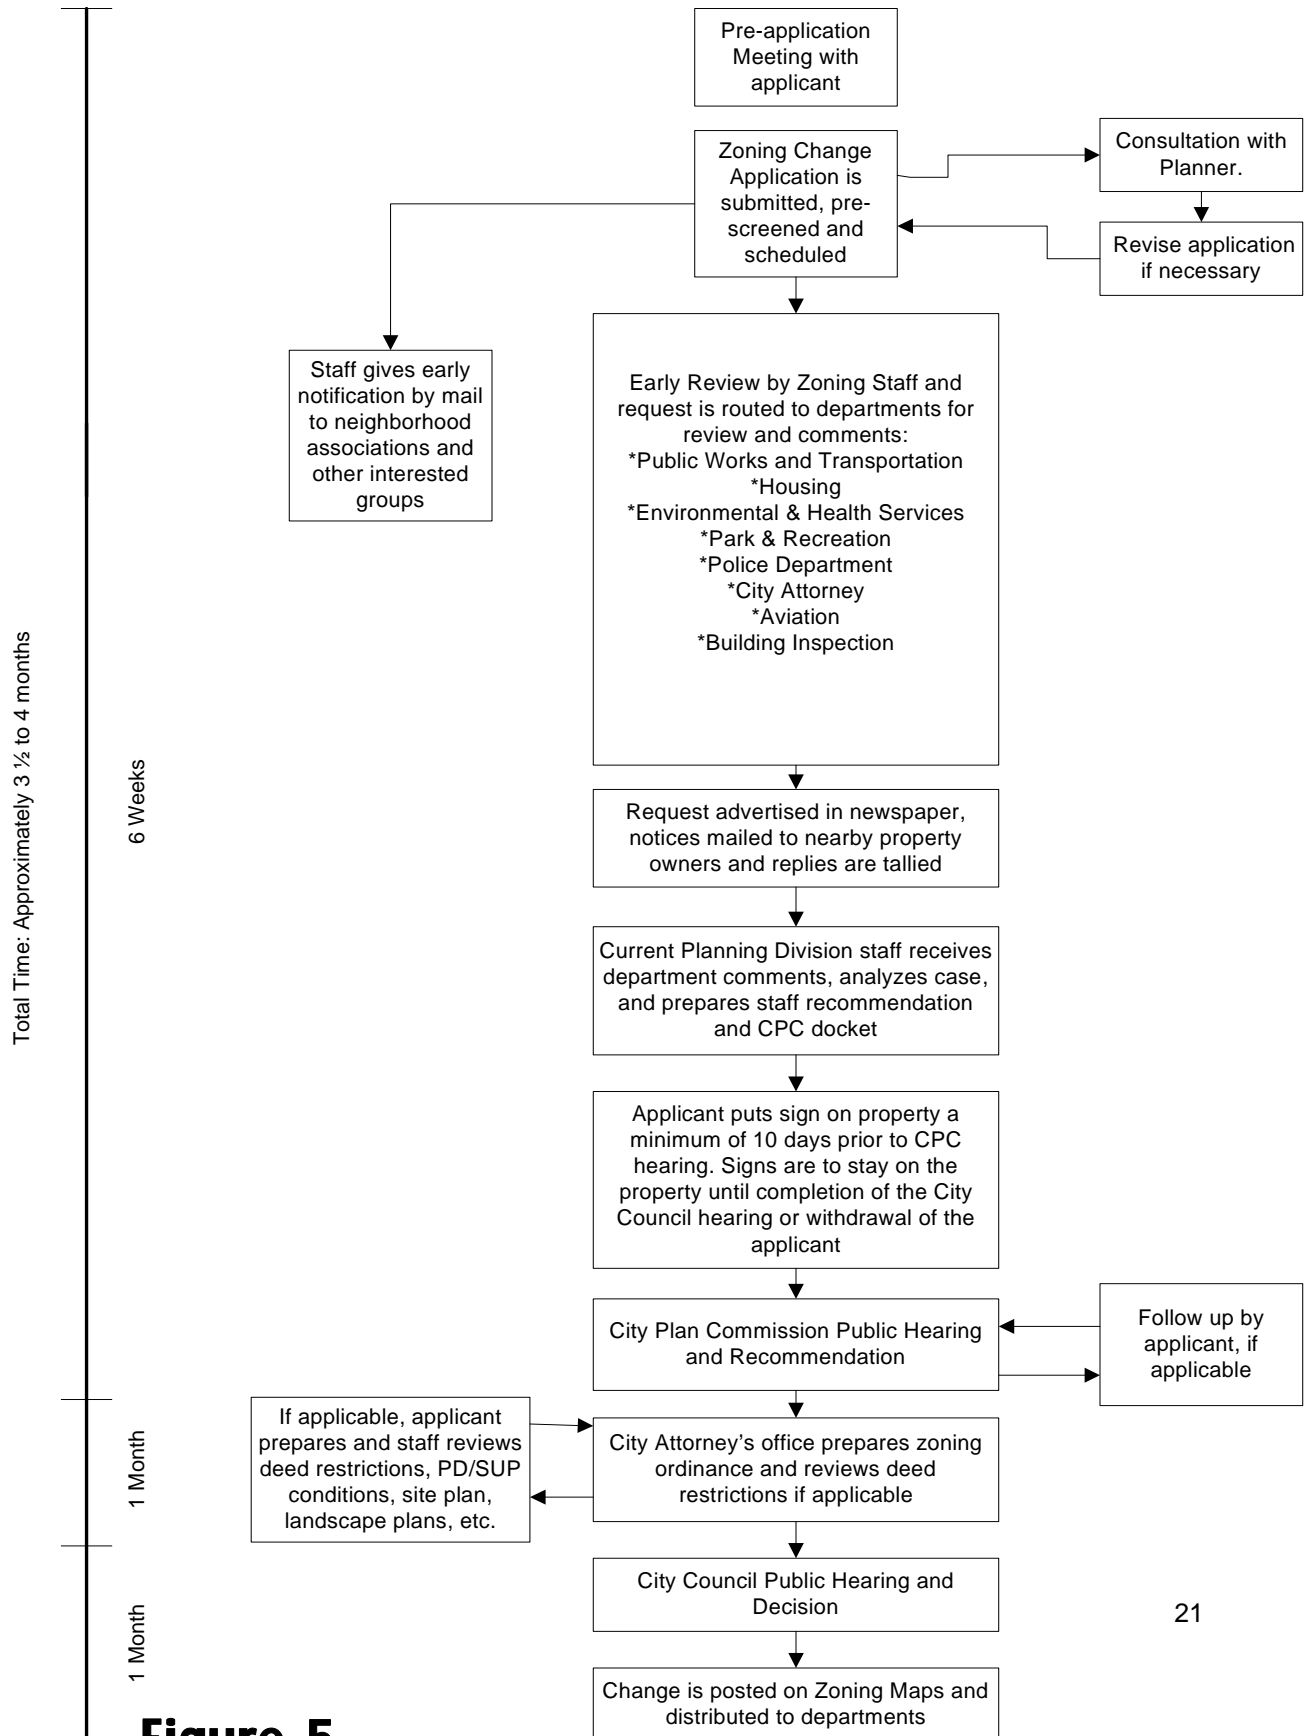 Pre-application
Meeting with
applicant
Zoning Change
Application is
submitted, pre-
screened and
scheduled
Consultation with
Planner.
Revise application
if necessary
Staff gives early
notification by mail
to neighborhood
associations and
other interested
groups
Early Review by Zoning Staff and
request is routed to departments for
review and comments:
*Public Works and Transportation
*Housing
*Environmental & Health Services
*Park & Recreation
*Police Department
*City Attorney
*Aviation
*Building Inspection
Total Time: Approximately 3 ½ to 4 months
6 Weeks
Request advertised in newspaper,
notices mailed to nearby property
owners and replies are tallied
Current Planning Division staff receives
department comments, analyzes case,
and prepares staff recommendation
and CPC docket
Applicant puts sign on property a
minimum of 10 days prior to CPC
hearing. Signs are to stay on the
property until completion of the City
Council hearing or withdrawal of the
applicant
City Plan Commission Public Hearing
and Recommendation
Follow up by
applicant, if
applicable
1 Month
If applicable, applicant
prepares and staff reviews
deed restrictions, PD/SUP
conditions, site plan,
landscape plans, etc.
City Attorney’s office prepares zoning
ordinance and reviews deed
restrictions if applicable
1 Month
City Council Public Hearing and
Decision
21
Change is posted on Zoning Maps and
distributed to departments
Figure 5